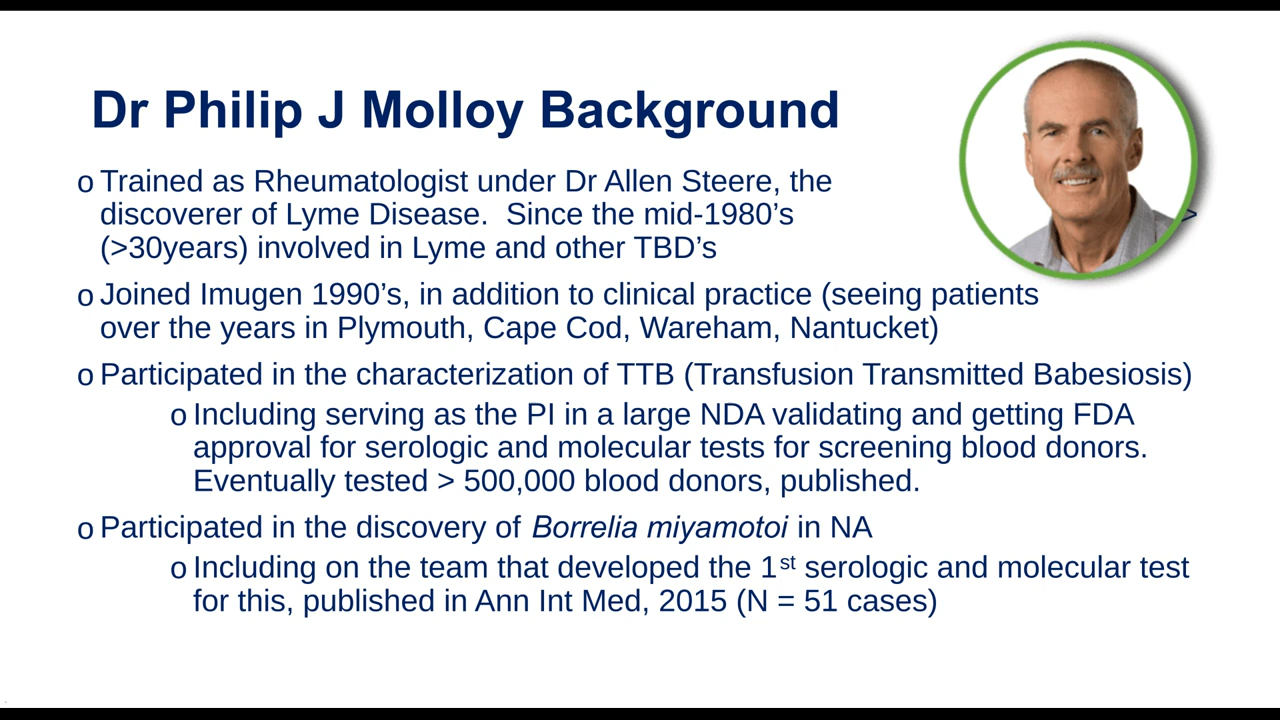 Dr Philip J Molloy Background
o Trained as Rheumatologist under Dr Allen Steere, the
discoverer of Lyme Disease.  Since the mid-1980’s
(>30years) involved in Lyme and other TBD’s
>
o Joined Imugen 1990’s, in addition to clinical practice (seeing patients
over the years in Plymouth, Cape Cod, Wareham, Nantucket)
o Participated in the characterization of TTB (Transfusion Transmitted Babesiosis)
o Including serving as the PI in a large NDA validating and getting FDA
approval for serologic and molecular tests for screening blood donors.
Eventually tested > 500,000 blood donors, published.
o Participated in the discovery of Borrelia miyamotoi in NA
o Including on the team that developed the 1st serologic and molecular test
for this, published in Ann Int Med, 2015 (N = 51 cases)